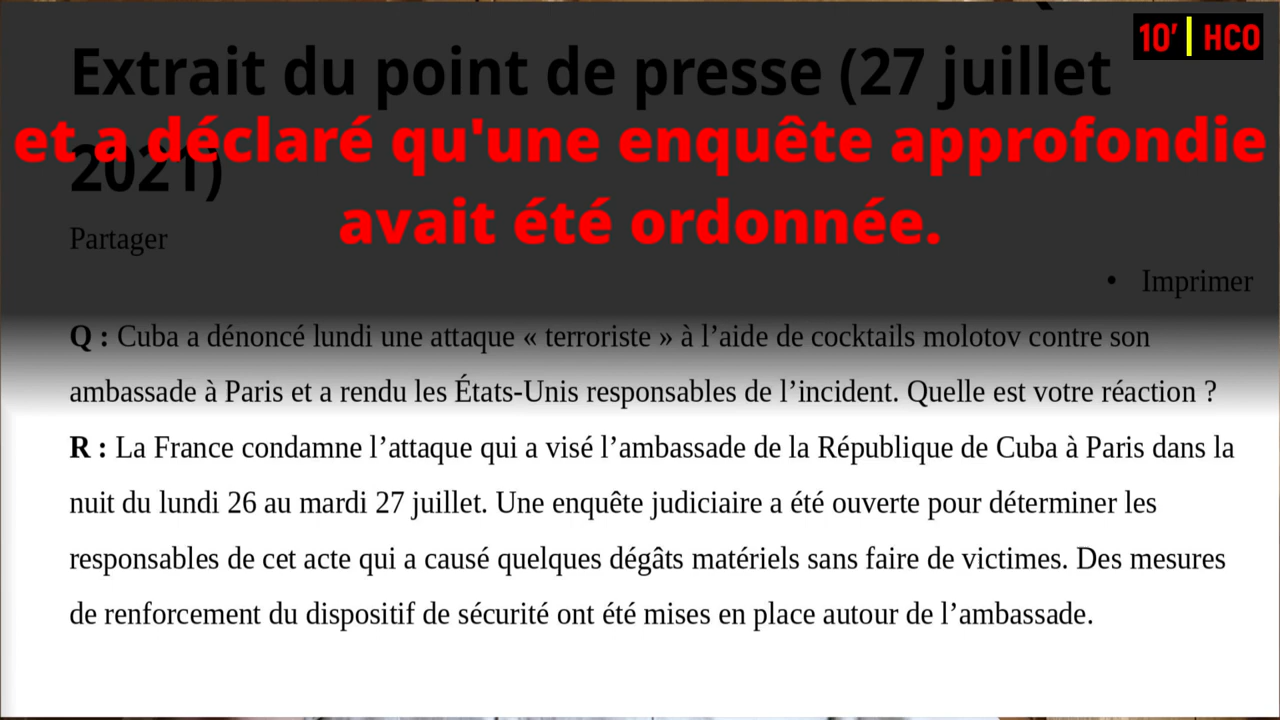 10' | HCO
Extrait du point de presse (27 juillet
2021)
et a déclaré qu'une enquête approfondie
avait été ordonnée.
Partager
• Imprimer
Q : Cuba a dénoncé lundi une attaque « terroriste » à l’aide de cocktails molotov contre son
ambassade à Paris et a rendu les États-Unis responsables de l’incident. Quelle est votre réaction ?
R : La France condamne l’attaque qui a visé l’ambassade de la République de Cuba à Paris dans la
nuit du lundi 26 au mardi 27 juillet. Une enquête judiciaire a été ouverte pour déterminer les
responsables de cet acte qui a causé quelques dégâts matériels sans faire de victimes. Des mesures
de renforcement du dispositif de sécurité ont été mises en place autour de l’ambassade.